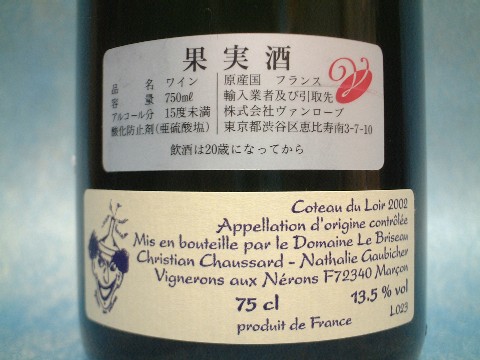 果実酒
品名 ワイン
容量 750mℓ
アルコール分 15度未満
酸化防止剤(亜硫酸塩)
原産国 フランス
輸入業者及び引取先
株式会社ヴァンローブ
東京都渋谷区恵比寿南3-7-10
飲酒は20歳になってから
Coteau du Loir 2002
Appellation d'origine contrôlée
Mis en bouteille par le Domaine Le Briseau
Christian Chaussard - Nathalie Gaubicher
Vignerons aux Nérons F72340 Marçon
75 cl 13.5 % vol
produit de France L023